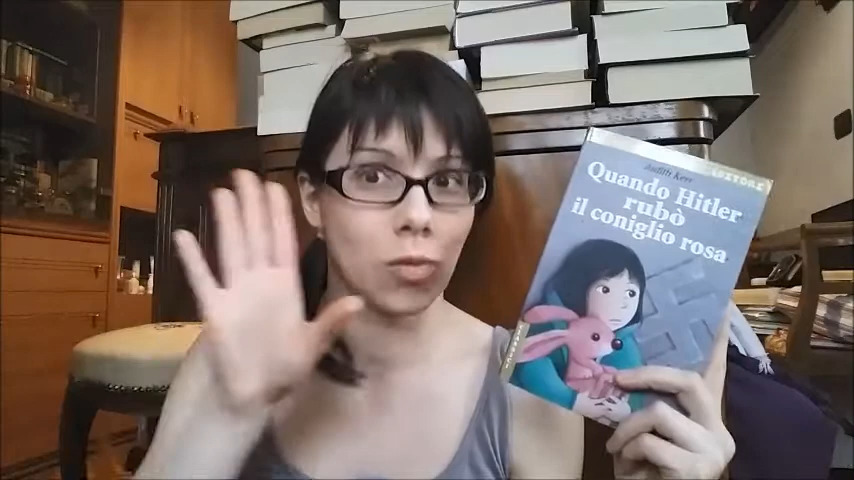 Judith Kerr
Quando Hitler
rubò
il coniglio rosa